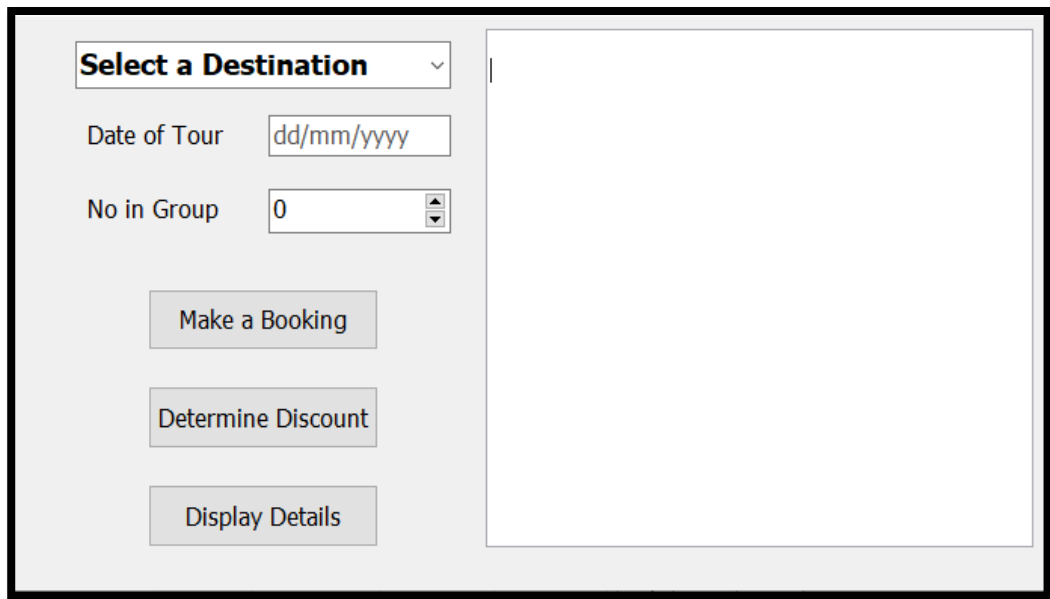 Select a Destination
Date of Tour
dd/mm/yyyy
No in Group
0
Make a Booking
Determine Discount
Display Details